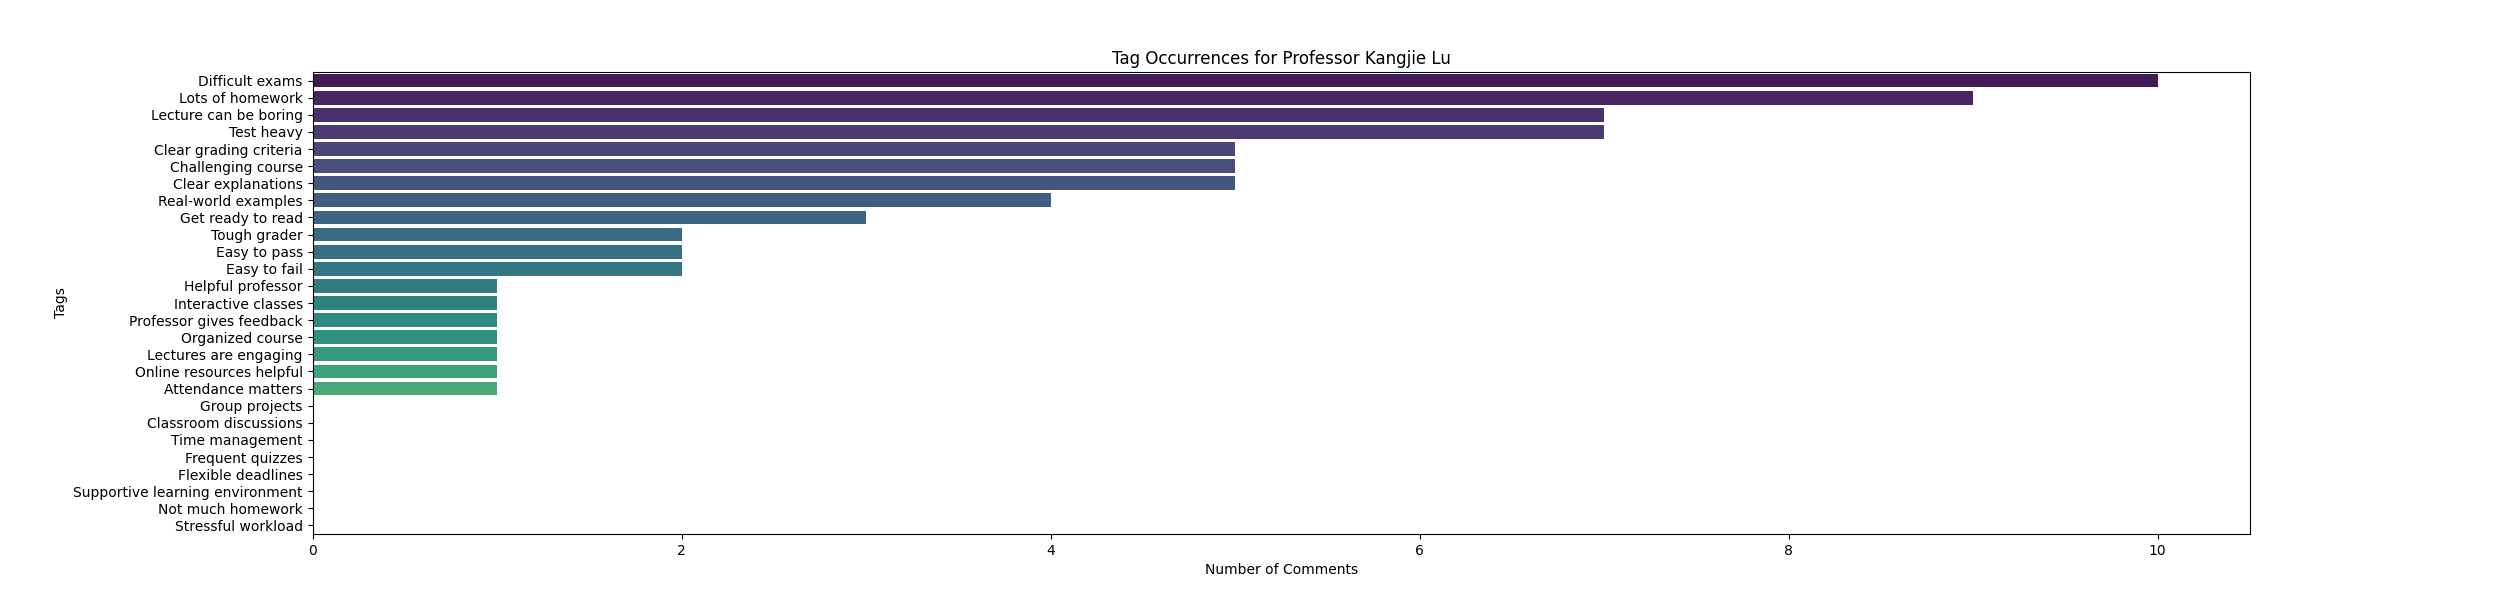 Tag Occurrences for Professor Kangjie Lu
Tags
Difficult exams
Lots of homework
Lecture can be boring
Test heavy
Clear grading criteria
Challenging course
Clear explanations
Real-world examples
Get ready to read
Tough grader
Easy to pass
Easy to fail
Helpful professor
Interactive classes
Professor gives feedback
Organized course
Lectures are engaging
Online resources helpful
Attendance matters
Group projects
Classroom discussions
Time management
Frequent quizzes
Flexible deadlines
Supportive learning environment
Not much homework
Stressful workload
0 2 4 6 8 10
Number of Comments